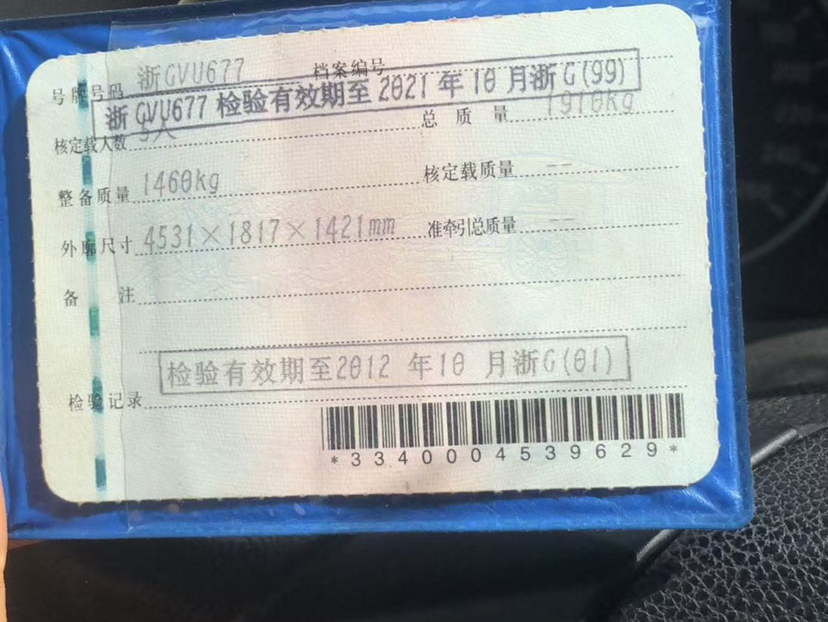 号牌号码 浙GVU677 档案编号
浙GVU677 检验有效期至2021年10月浙G(99)
核定载人数 5人 总质量 1910kg
整备质量 1460kg 核定载质量 --
外廓尺寸 4531×1817×1421mm 准牵引总质量 --
备注
检验有效期至2012年10月浙G(01)
检验记录
*3340004539629*